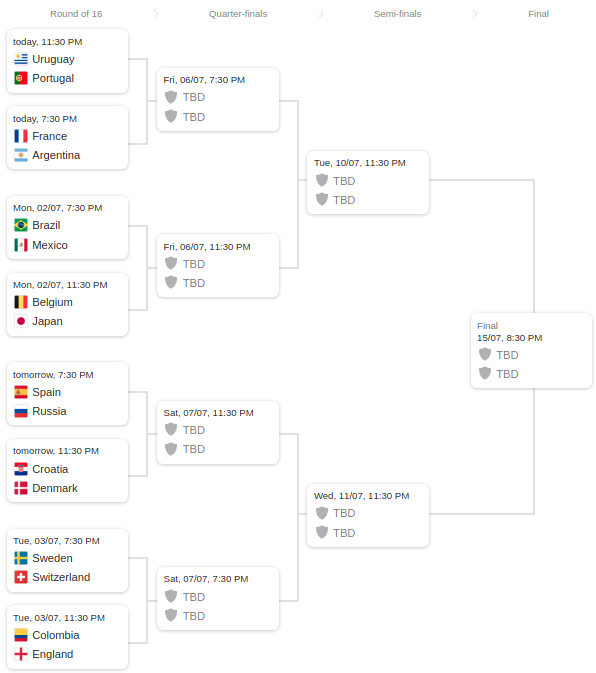 Round of 16
Quarter-finals
Semi-finals
Final
today, 11:30 PM
Uruguay
Portugal
today, 7:30 PM
France
Argentina
Mon, 02/07, 7:30 PM
Brazil
Mexico
Mon, 02/07, 11:30 PM
Belgium
Japan
tomorrow, 7:30 PM
Spain
Russia
tomorrow, 11:30 PM
Croatia
Denmark
Tue, 03/07, 7:30 PM
Sweden
Switzerland
Tue, 03/07, 11:30 PM
Colombia
England
Fri, 06/07, 7:30 PM
TBD
TBD
Fri, 06/07, 11:30 PM
TBD
TBD
Sat, 07/07, 11:30 PM
TBD
TBD
Sat, 07/07, 7:30 PM
TBD
TBD
Tue, 10/07, 11:30 PM
TBD
TBD
Wed, 11/07, 11:30 PM
TBD
TBD
Final
15/07, 8:30 PM
TBD
TBD